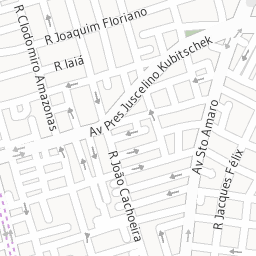 R Joaquim Floriano
R Clodomiro Amazonas
R Iaiá
Av Pres Juscelino Kubitschek
Av Sto Amaro
R João Cachoeira
R Jacques Félix